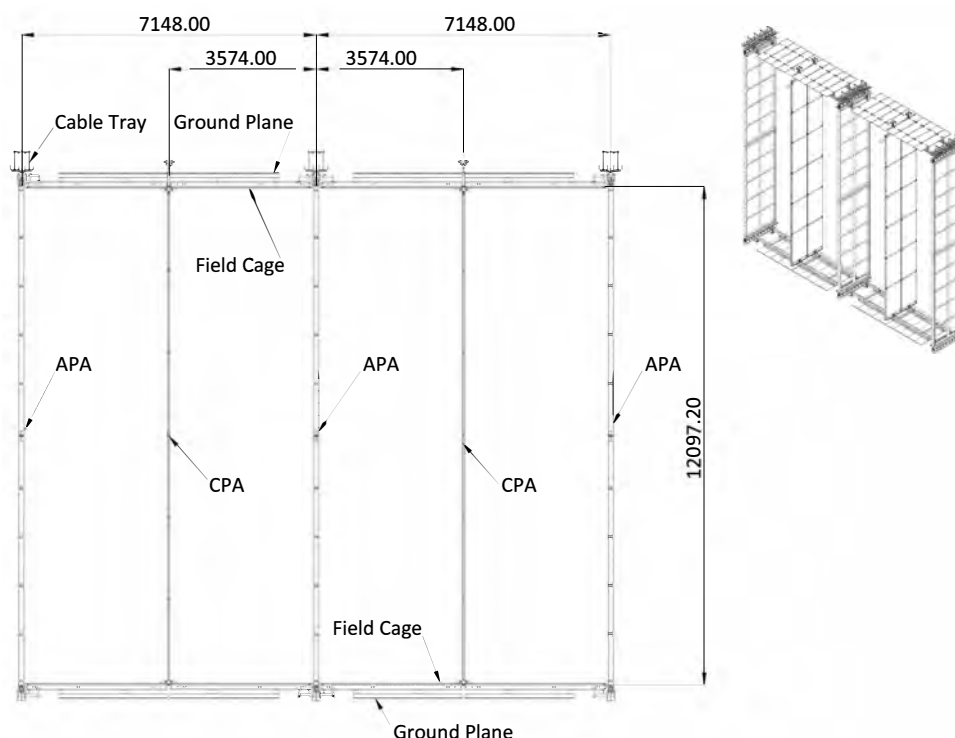 7148.00
7148.00
3574.00
3574.00
Cable Tray
Ground Plane
Field Cage
APA
APA
APA
12097.20
CPA
CPA
Field Cage
Ground Plane